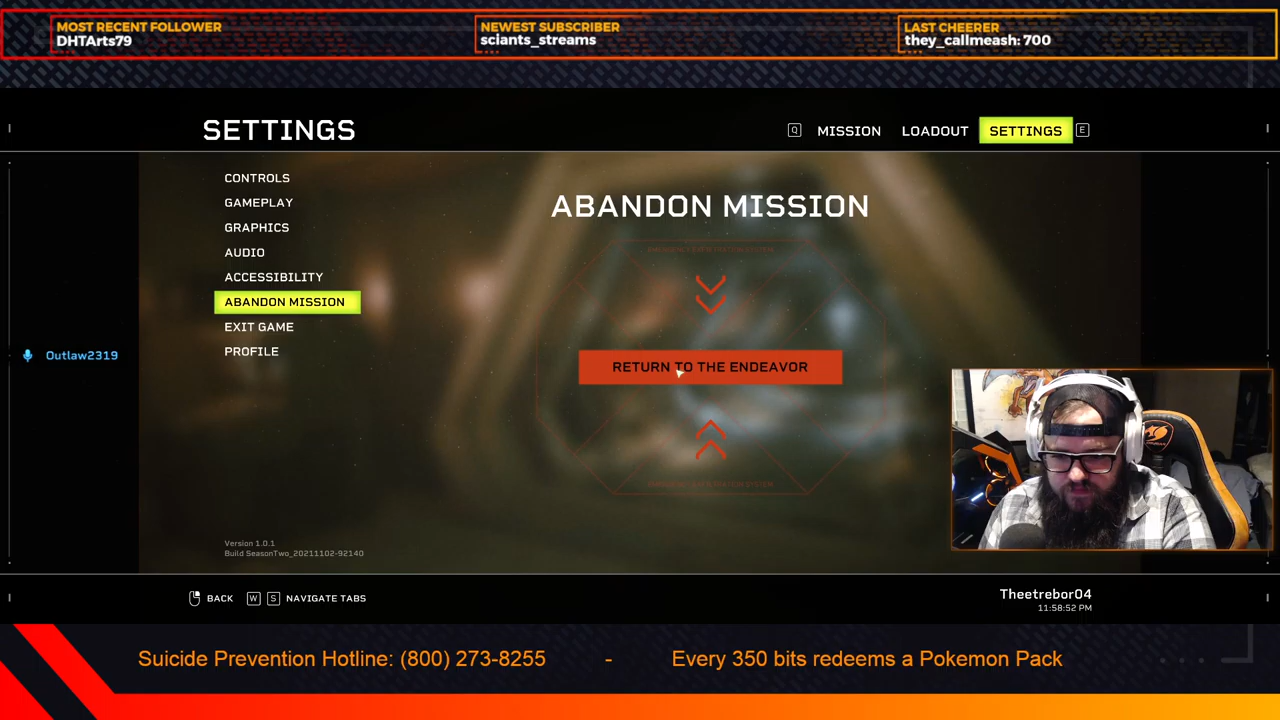 MOST RECENT FOLLOWER
DHTArts79
NEWEST SUBSCRIBER
sciants_streams
LAST CHEERER
they_callmeash: 700
SETTINGS
Q MISSION LOADOUT SETTINGS E
CONTROLS
GAMEPLAY
GRAPHICS
AUDIO
ACCESSIBILITY
ABANDON MISSION
EXIT GAME
PROFILE
ABANDON MISSION
RETURN TO THE ENDEAVOR
Outlaw2319
Version 1.0.1
Build SeasonTwo_20211102-92140
BACK W S NAVIGATE TABS
Theetrebor04
11:58:52 PM
Suicide Prevention Hotline: (800) 273-8255 - Every 350 bits redeems a Pokemon Pack